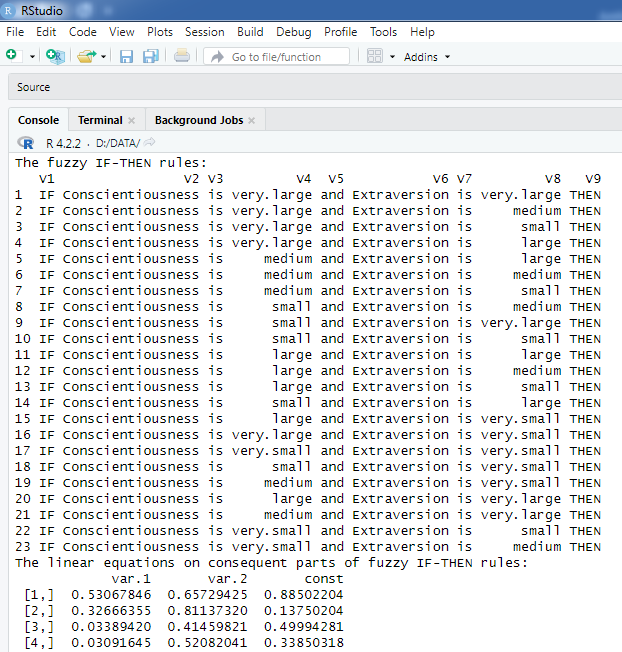 RStudio
File Edit Code View Plots Session Build Debug Profile Tools Help
Go to file/function Addins
Source
Console Terminal Background Jobs
R 4.2.2 · D:/DATA/
The fuzzy IF-THEN rules:
V1 V2 V3 V4 V5 V6 V7 V8 V9
1 IF Conscientiousness is very.large and Extraversion is very.large THEN
2 IF Conscientiousness is very.large and Extraversion is medium THEN
3 IF Conscientiousness is very.large and Extraversion is small THEN
4 IF Conscientiousness is very.large and Extraversion is large THEN
5 IF Conscientiousness is medium and Extraversion is large THEN
6 IF Conscientiousness is medium and Extraversion is medium THEN
7 IF Conscientiousness is medium and Extraversion is small THEN
8 IF Conscientiousness is small and Extraversion is medium THEN
9 IF Conscientiousness is small and Extraversion is very.large THEN
10 IF Conscientiousness is small and Extraversion is small THEN
11 IF Conscientiousness is large and Extraversion is large THEN
12 IF Conscientiousness is large and Extraversion is medium THEN
13 IF Conscientiousness is large and Extraversion is small THEN
14 IF Conscientiousness is small and Extraversion is large THEN
15 IF Conscientiousness is large and Extraversion is very.small THEN
16 IF Conscientiousness is very.large and Extraversion is very.small THEN
17 IF Conscientiousness is very.small and Extraversion is very.small THEN
18 IF Conscientiousness is small and Extraversion is very.small THEN
19 IF Conscientiousness is medium and Extraversion is very.small THEN
20 IF Conscientiousness is large and Extraversion is very.large THEN
21 IF Conscientiousness is medium and Extraversion is very.large THEN
22 IF Conscientiousness is very.small and Extraversion is small THEN
23 IF Conscientiousness is very.small and Extraversion is medium THEN
The linear equations on consequent parts of fuzzy IF-THEN rules:
var.1 var.2 const
[1,] 0.53067846 0.65729425 0.88502204
[2,] 0.32666355 0.81137320 0.13750204
[3,] 0.03389420 0.41459821 0.49994281
[4,] 0.03091645 0.52082041 0.33850318